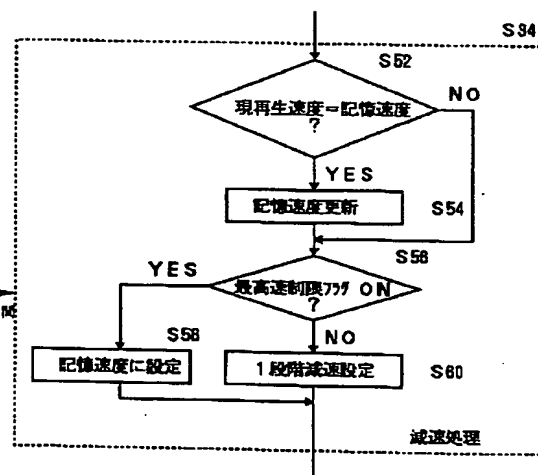 S34
S52
現再生速度=記憶速度
?
NO
YES
記憶速度更新
S54
S56
YES
最高速制限フラグ ON
?
S58
NO
記憶速度に設定
1段階減速設定
S60
減速処理